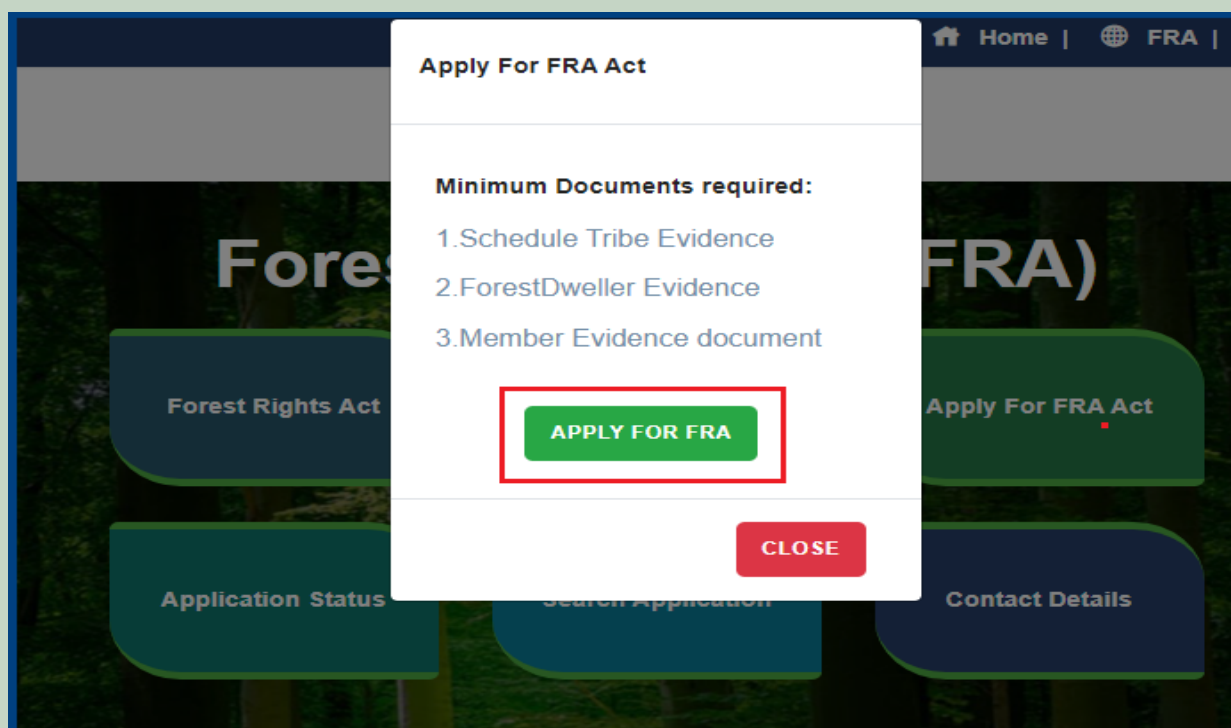 Home | FRA |
Apply For FRA Act
Minimum Documents required:
1.Schedule Tribe Evidence
2.ForestDweller Evidence
3.Member Evidence document
APPLY FOR FRA
CLOSE
FRA)
Forest Rights Act
Apply For FRA Act
Application Status
Search Application
Contact Details